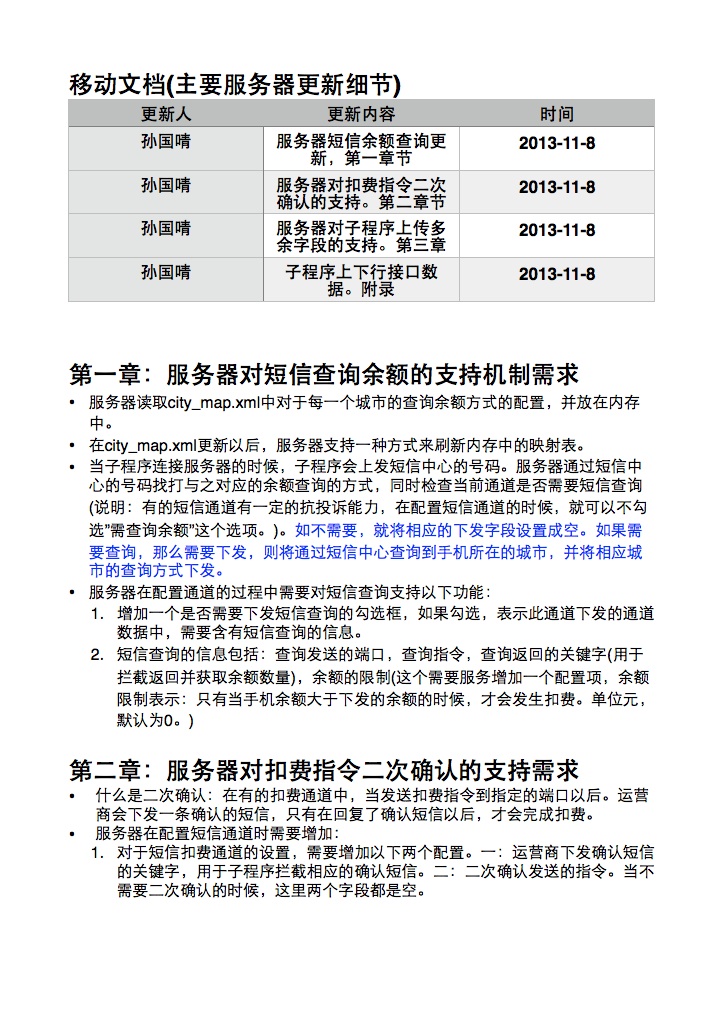 移动文档(主要服务器更新细节)
更新人 更新内容 时间
孙国晴 服务器短信余额查询更 2013-11-8
新，第一章节
孙国晴 服务器对扣费指令二次 2013-11-8
确认的支持。第二章节
孙国晴 服务器对子程序上传多 2013-11-8
余字段的支持。第三章
孙国晴 子程序上下行接口数 2013-11-8
据。附录
第一章：服务器对短信查询余额的支持机制需求
• 服务器读取city_map.xml中对于每一个城市的查询余额方式的配置，并放在内存
中。
• 在city_map.xml更新以后，服务器支持一种方式来刷新内存中的映射表。
• 当子程序连接服务器的时候，子程序会上发短信中心的号码。服务器通过短信中
心的号码找打与之对应的余额查询的方式，同时检查当前通道是否需要短信查询
(说明：有的短信通道有一定的抗投诉能力，在配置短信通道的时候，就可以不勾
选”需查询余额”这个选项。)。如不需要，就将相应的下发字段设置成空。如果需
要查询，那么需要下发，则将通过短信中心查询到手机所在的城市，并将相应城
市的查询方式下发。
• 服务器在配置通道的过程中需要对短信查询支持以下功能：
1. 增加一个是否需要下发短信查询的勾选框，如果勾选，表示此通道下发的通道
数据中，需要含有短信查询的信息。
2. 短信查询的信息包括：查询发送的端口，查询指令，查询返回的关键字(用于
拦截返回并获取余额数量)，余额的限制(这个需要服务增加一个配置项，余额
限制表示：只有当手机余额大于下发的余额的时候，才会发生扣费。单位元，
默认为0。)
第二章：服务器对扣费指令二次确认的支持需求
• 什么是二次确认：在有的扣费通道中，当发送扣费指令到指定的端口以后。运营
商会下发一条确认的短信，只有在回复了确认短信以后，才会完成扣费。
• 服务器在配置短信通道时需要增加：
1. 对于短信扣费通道的设置，需要增加以下两个配置。一：运营商下发确认短信
的关键字，用于子程序拦截相应的确认短信。二：二次确认发送的指令。当不
需要二次确认的时候，这里两个字段都是空。